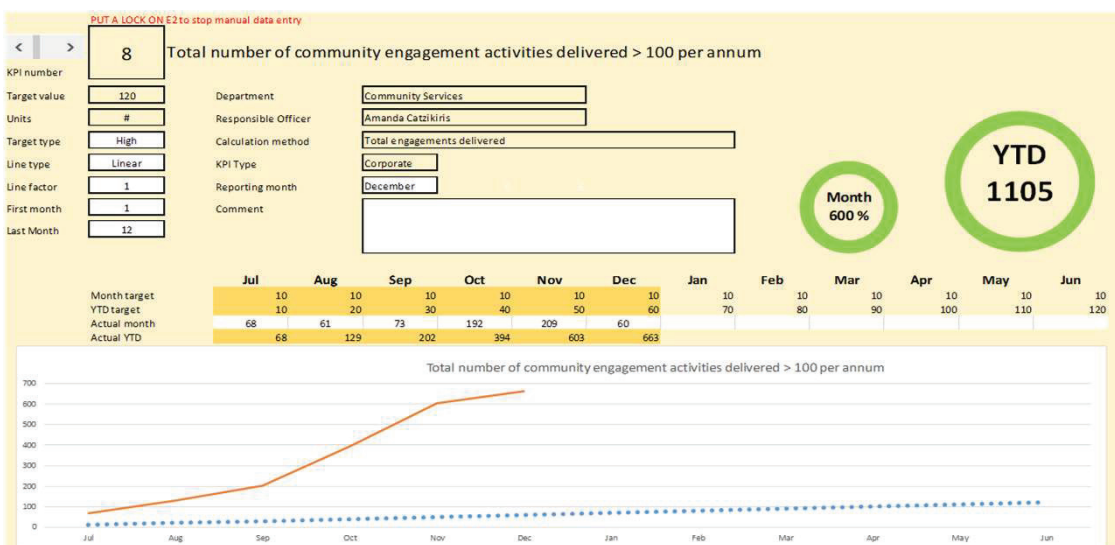 PUT A LOCK ON E2 to stop manual data entry
< >
8 Total number of community engagement activities delivered > 100 per annum
KPI number
Target value 120 Department Community Services
Units # Responsible Officer Amanda Catzikiris
Target type High Calculation method Total engagements delivered
Line type Linear KPI Type Corporate
Line factor 1 Reporting month December
First month 1 Comment
Last Month 12
Month
600 %
YTD
1105
Jul Aug Sep Oct Nov Dec Jan Feb Mar Apr May Jun
Month target 10 10 10 10 10 10 10 10 10 10 10 10
YTD target 10 20 30 40 50 60 70 80 90 100 110 120
Actual month 68 61 73 192 209 60
Actual YTD 68 129 202 394 603 663
Total number of community engagement activities delivered > 100 per annum
700
600
500
400
300
200
100
0
Jul Aug Sep Oct Nov Dec Jan Feb Mar Apr May Jun